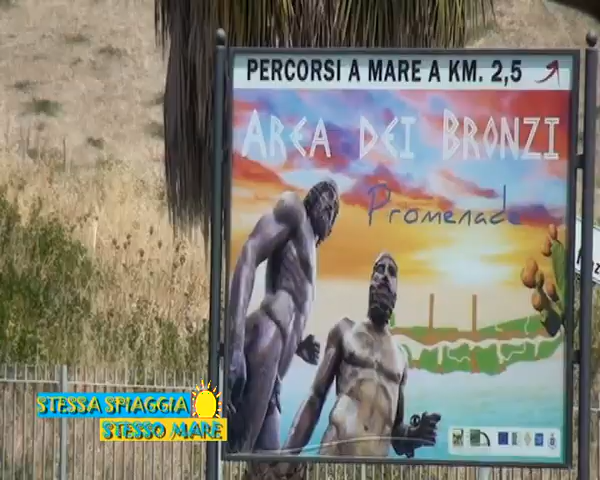 PERCORSI A MARE A KM. 2,5
AREA DEI BRONZI
Promenade
STESSA SPIAGGIA
STESSO MARE